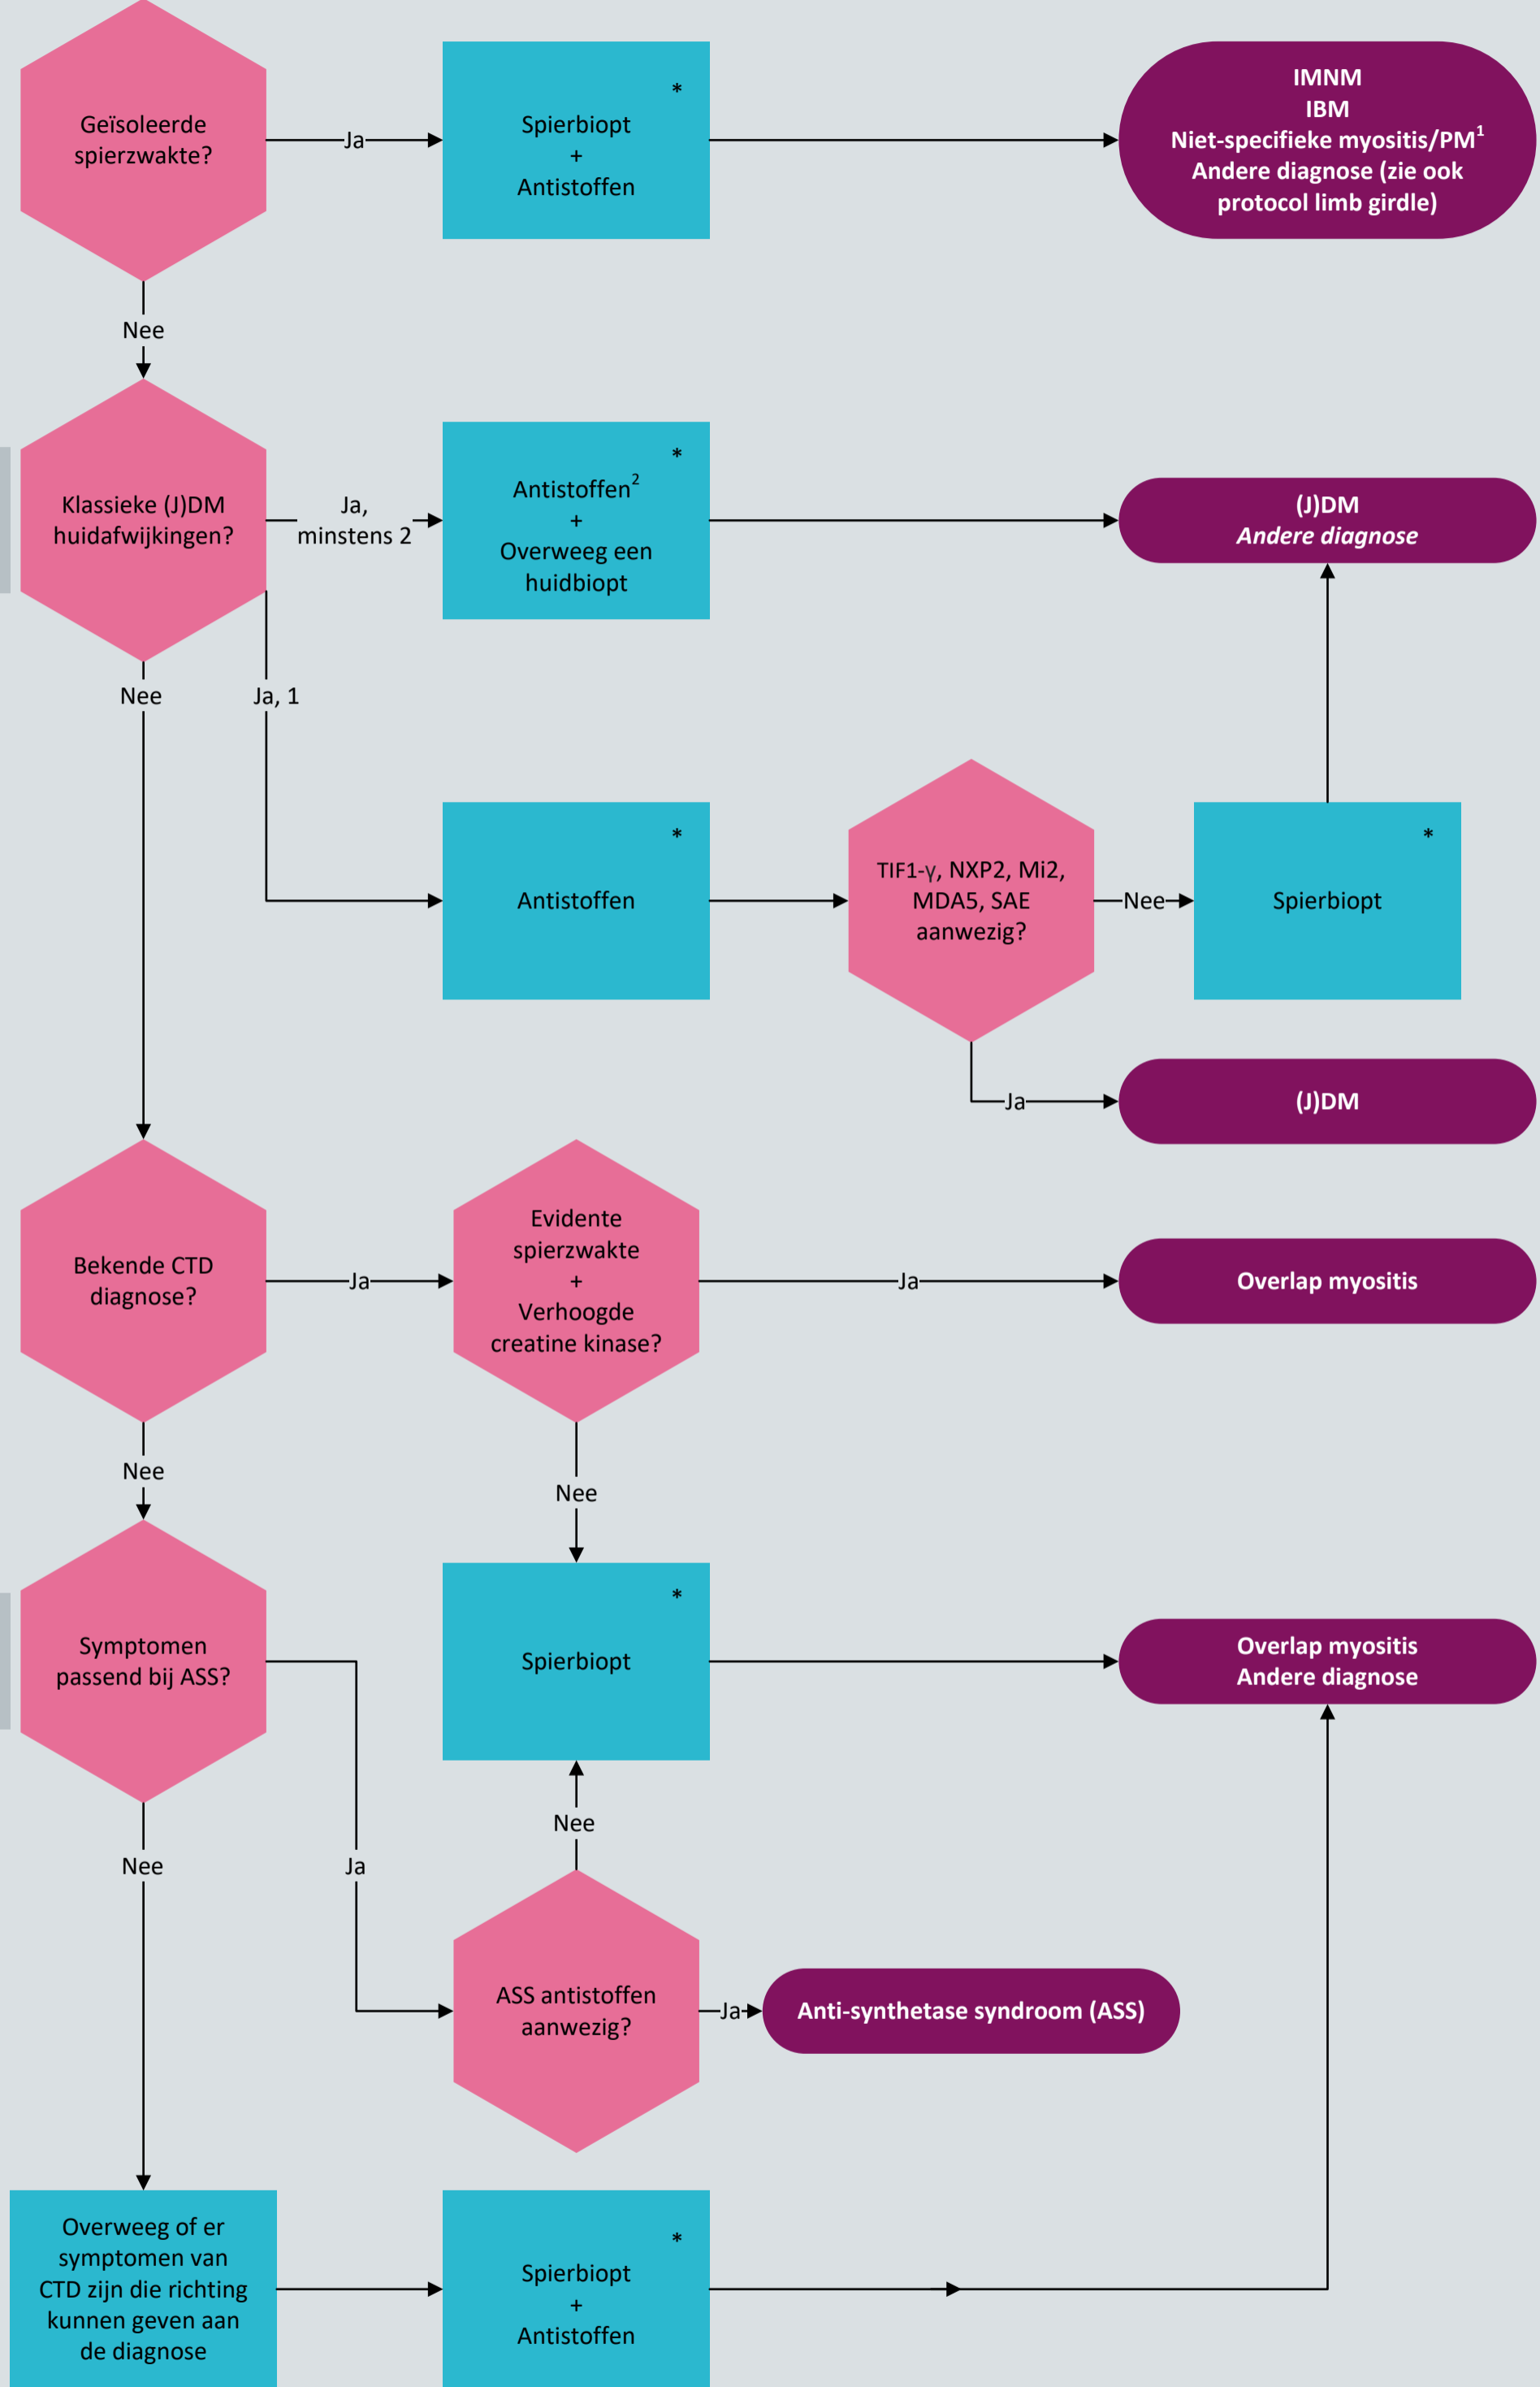 Geïsoleerde
spierzwakte?
Ja
*
Spierbiopt
+
Antistoffen
IMNM
IBM
Niet-specifieke myositis/PM¹
Andere diagnose (zie ook
protocol limb girdle)
Nee
Klassieke (J)DM
huidafwijkingen?
Ja,
minstens 2
*
Antistoffen²
+
Overweeg een
huidbiopt
(J)DM
Andere diagnose
Nee
Ja, 1
*
Antistoffen
TIF1-γ, NXP2, Mi2,
MDA5, SAE
aanwezig?
Nee
*
Spierbiopt
Ja
(J)DM
Bekende CTD
diagnose?
Ja
Evidente
spierzwakte
+
Verhoogde
creatine kinase?
Ja
Overlap myositis
Nee
Nee
Symptomen
passend bij ASS?
*
Spierbiopt
Overlap myositis
Andere diagnose
Nee
Nee
Ja
ASS antistoffen
aanwezig?
Ja
Anti-synthetase syndroom (ASS)
Overweeg of er
symptomen van
CTD zijn die richting
kunnen geven aan
de diagnose
*
Spierbiopt
+
Antistoffen